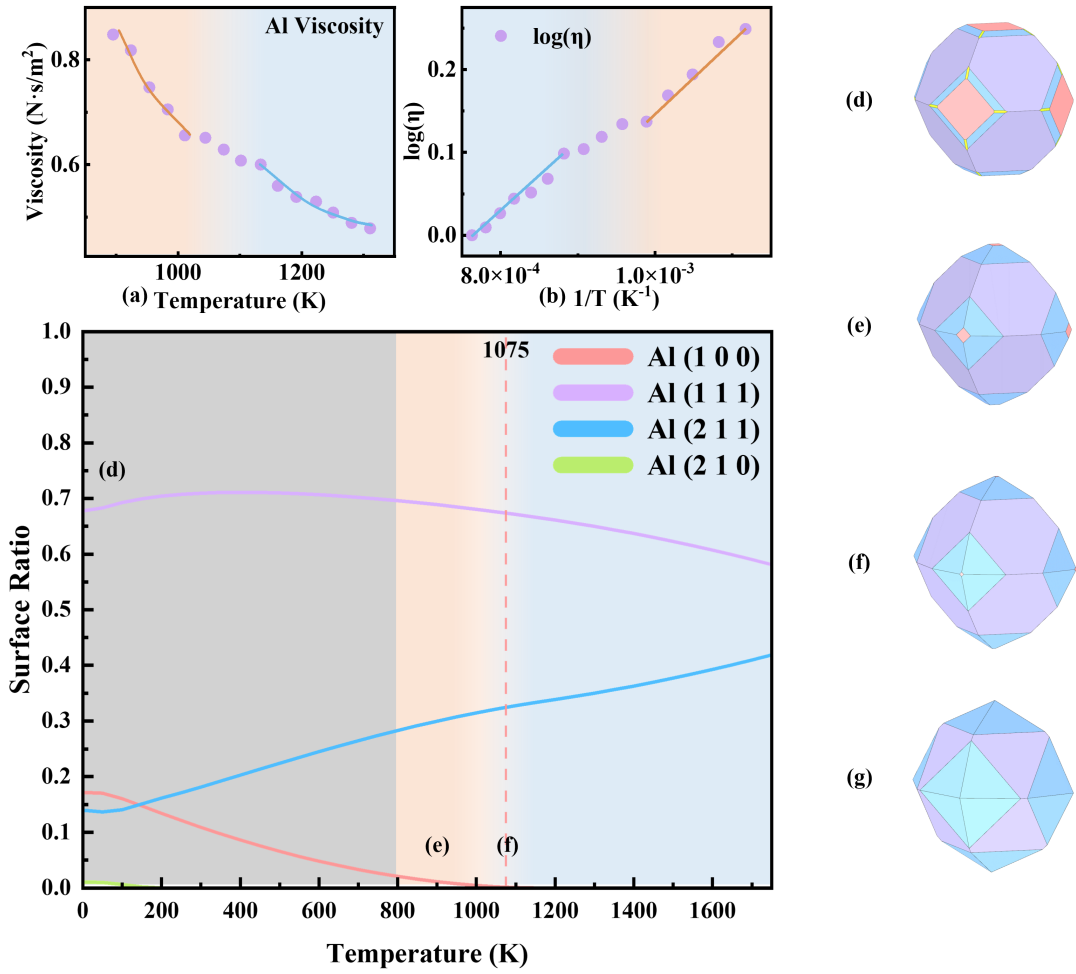 Al Viscosity
Viscosity (N·s/m²)
0.8
0.6
1000
1200
(a) Temperature (K)
log(η)
log(η)
0.2
0.1
0.0
8.0×10⁻⁴
1.0×10⁻³
(b) 1/T (K⁻¹)
1075
Al (1 0 0)
Al (1 1 1)
Al (2 1 1)
Al (2 1 0)
(d)
(e)
(f)
Surface Ratio
1.0
0.9
0.8
0.7
0.6
0.5
0.4
0.3
0.2
0.1
0.0
0
200
400
600
800
1000
1200
1400
1600
Temperature (K)
(d)
(e)
(f)
(g)